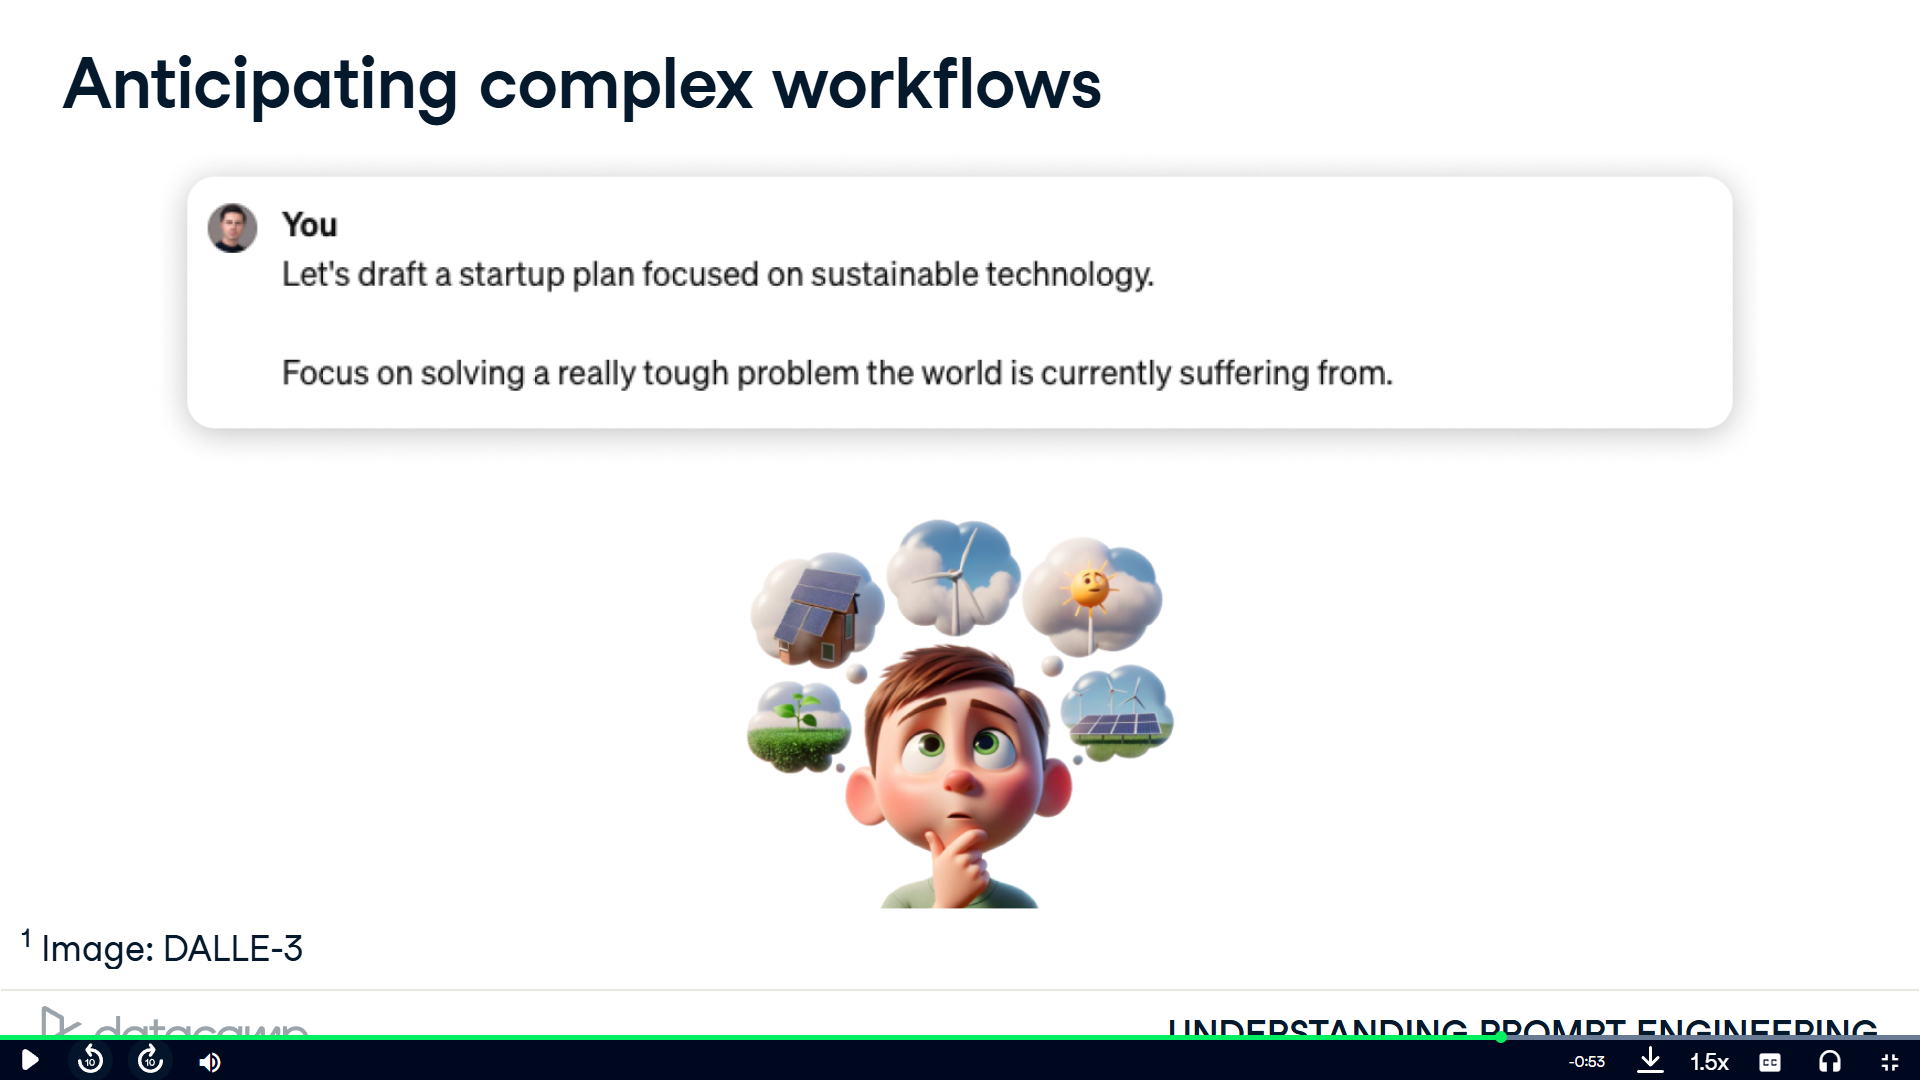 Anticipating complex workflows
You
Let's draft a startup plan focused on sustainable technology.
Focus on solving a really tough problem the world is currently suffering from.
1 Image: DALLE-3
datacamp
UNDERSTANDING PROMPT ENGINEERING
10
10
-0:53
1.5x
CC